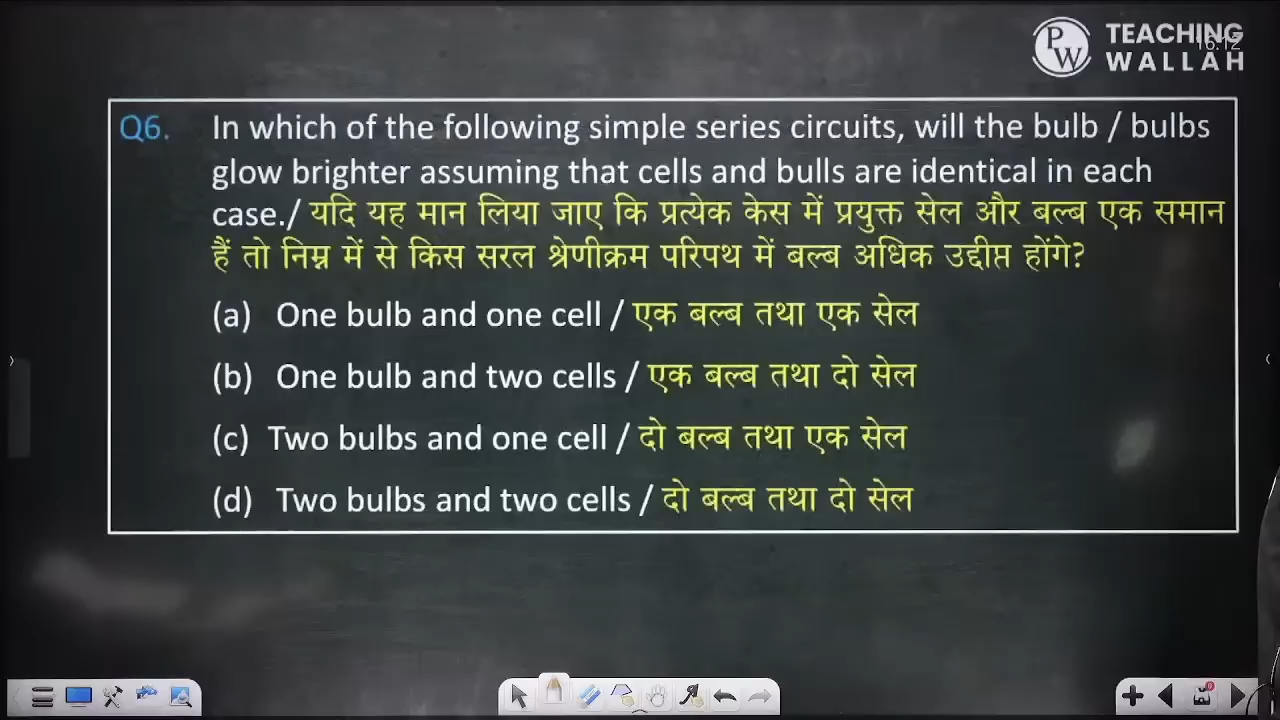 PW TEACHING
WALLAH
16:12
Q6. In which of the following simple series circuits, will the bulb / bulbs
glow brighter assuming that cells and bulls are identical in each
case./ यदि यह मान लिया जाए कि प्रत्येक केस में प्रयुक्त सेल और बल्ब एक समान
हैं तो निम्न में से किस सरल श्रेणीक्रम परिपथ में बल्ब अधिक उद्दीप्त होंगे?
(a) One bulb and one cell / एक बल्ब तथा एक सेल
(b) One bulb and two cells / एक बल्ब तथा दो सेल
(c) Two bulbs and one cell / दो बल्ब तथा एक सेल
(d) Two bulbs and two cells / दो बल्ब तथा दो सेल